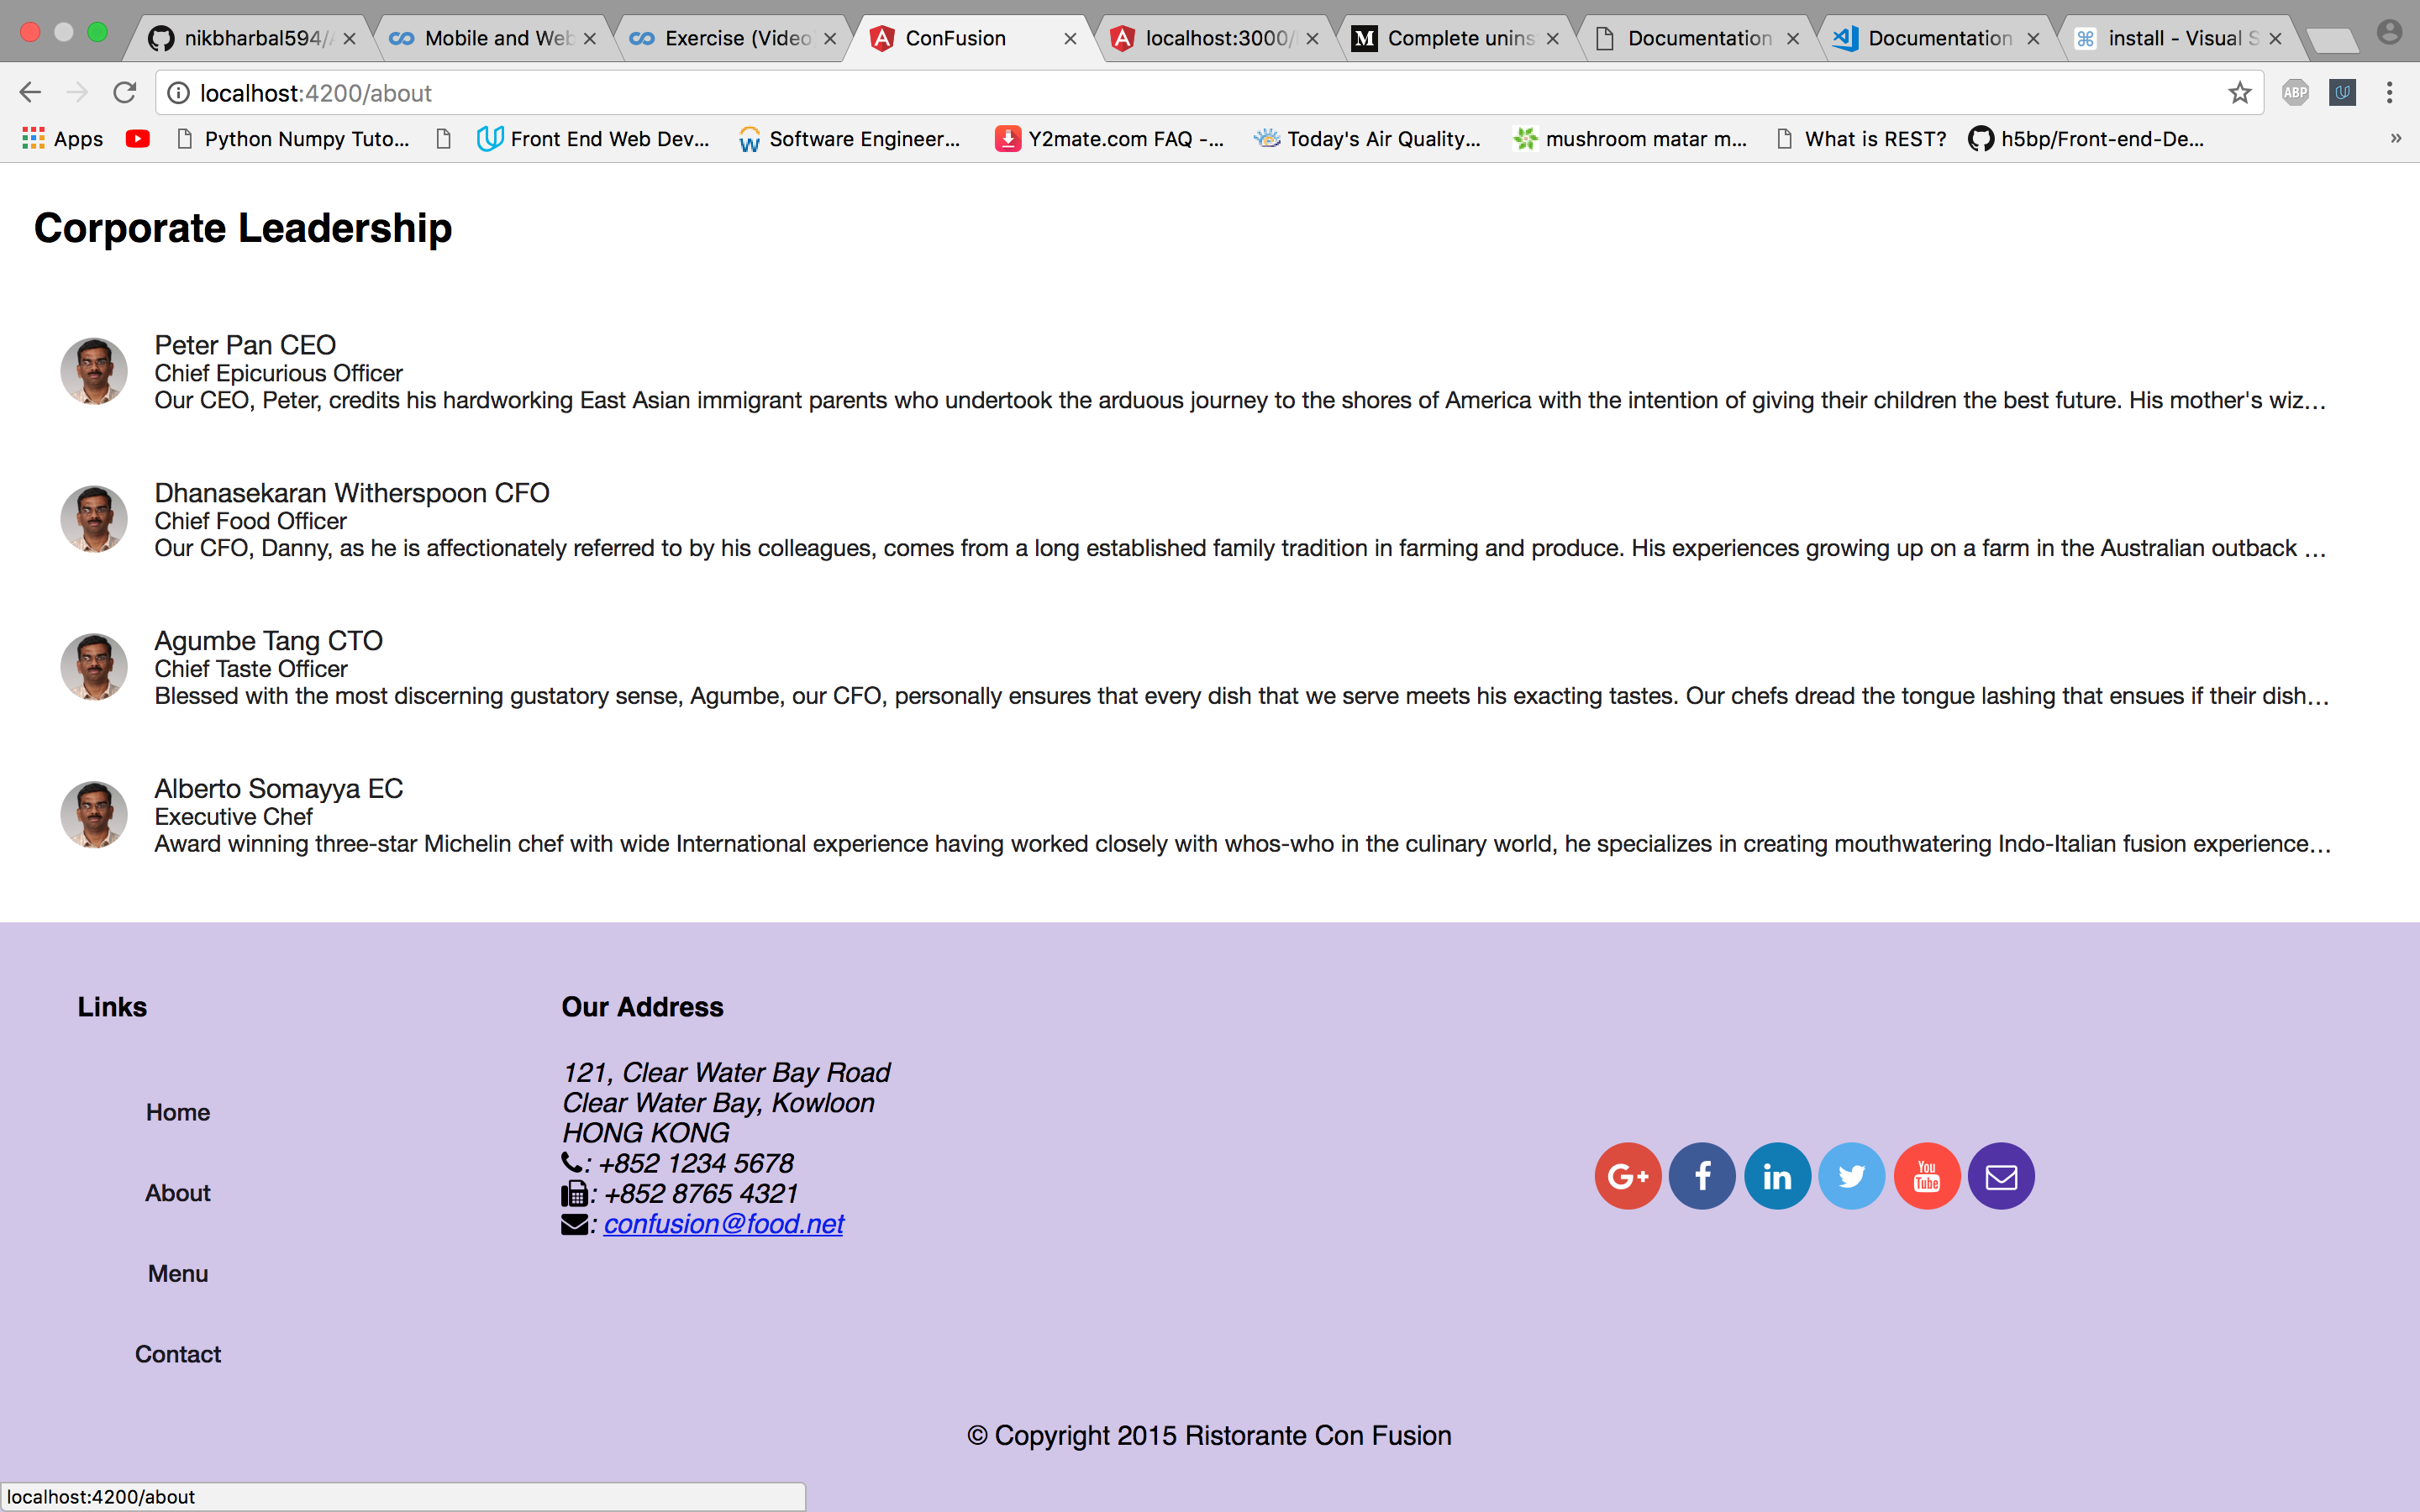 nikbharbal594/
Mobile and Web
Exercise (Video
ConFusion
localhost:3000/
M Complete unins
Documentation
Documentation
install - Visual S
localhost:4200/about
ABP
Apps
Python Numpy Tuto...
Front End Web Dev...
Software Engineer...
Y2mate.com FAQ -...
Today's Air Quality...
mushroom matar m...
What is REST?
h5bp/Front-end-De...
»
Corporate Leadership
Peter Pan CEO
Chief Epicurious Officer
Our CEO, Peter, credits his hardworking East Asian immigrant parents who undertook the arduous journey to the shores of America with the intention of giving their children the best future. His mother's wiz...
Dhanasekaran Witherspoon CFO
Chief Food Officer
Our CFO, Danny, as he is affectionately referred to by his colleagues, comes from a long established family tradition in farming and produce. His experiences growing up on a farm in the Australian outback ...
Agumbe Tang CTO
Chief Taste Officer
Blessed with the most discerning gustatory sense, Agumbe, our CFO, personally ensures that every dish that we serve meets his exacting tastes. Our chefs dread the tongue lashing that ensues if their dish...
Alberto Somayya EC
Executive Chef
Award winning three-star Michelin chef with wide International experience having worked closely with whos-who in the culinary world, he specializes in creating mouthwatering Indo-Italian fusion experience...
Links
Home
About
Menu
Contact
Our Address
121, Clear Water Bay Road
Clear Water Bay, Kowloon
HONG KONG
: +852 1234 5678
: +852 8765 4321
: confusion@food.net
G+ f in You Tube
© Copyright 2015 Ristorante Con Fusion
localhost:4200/about